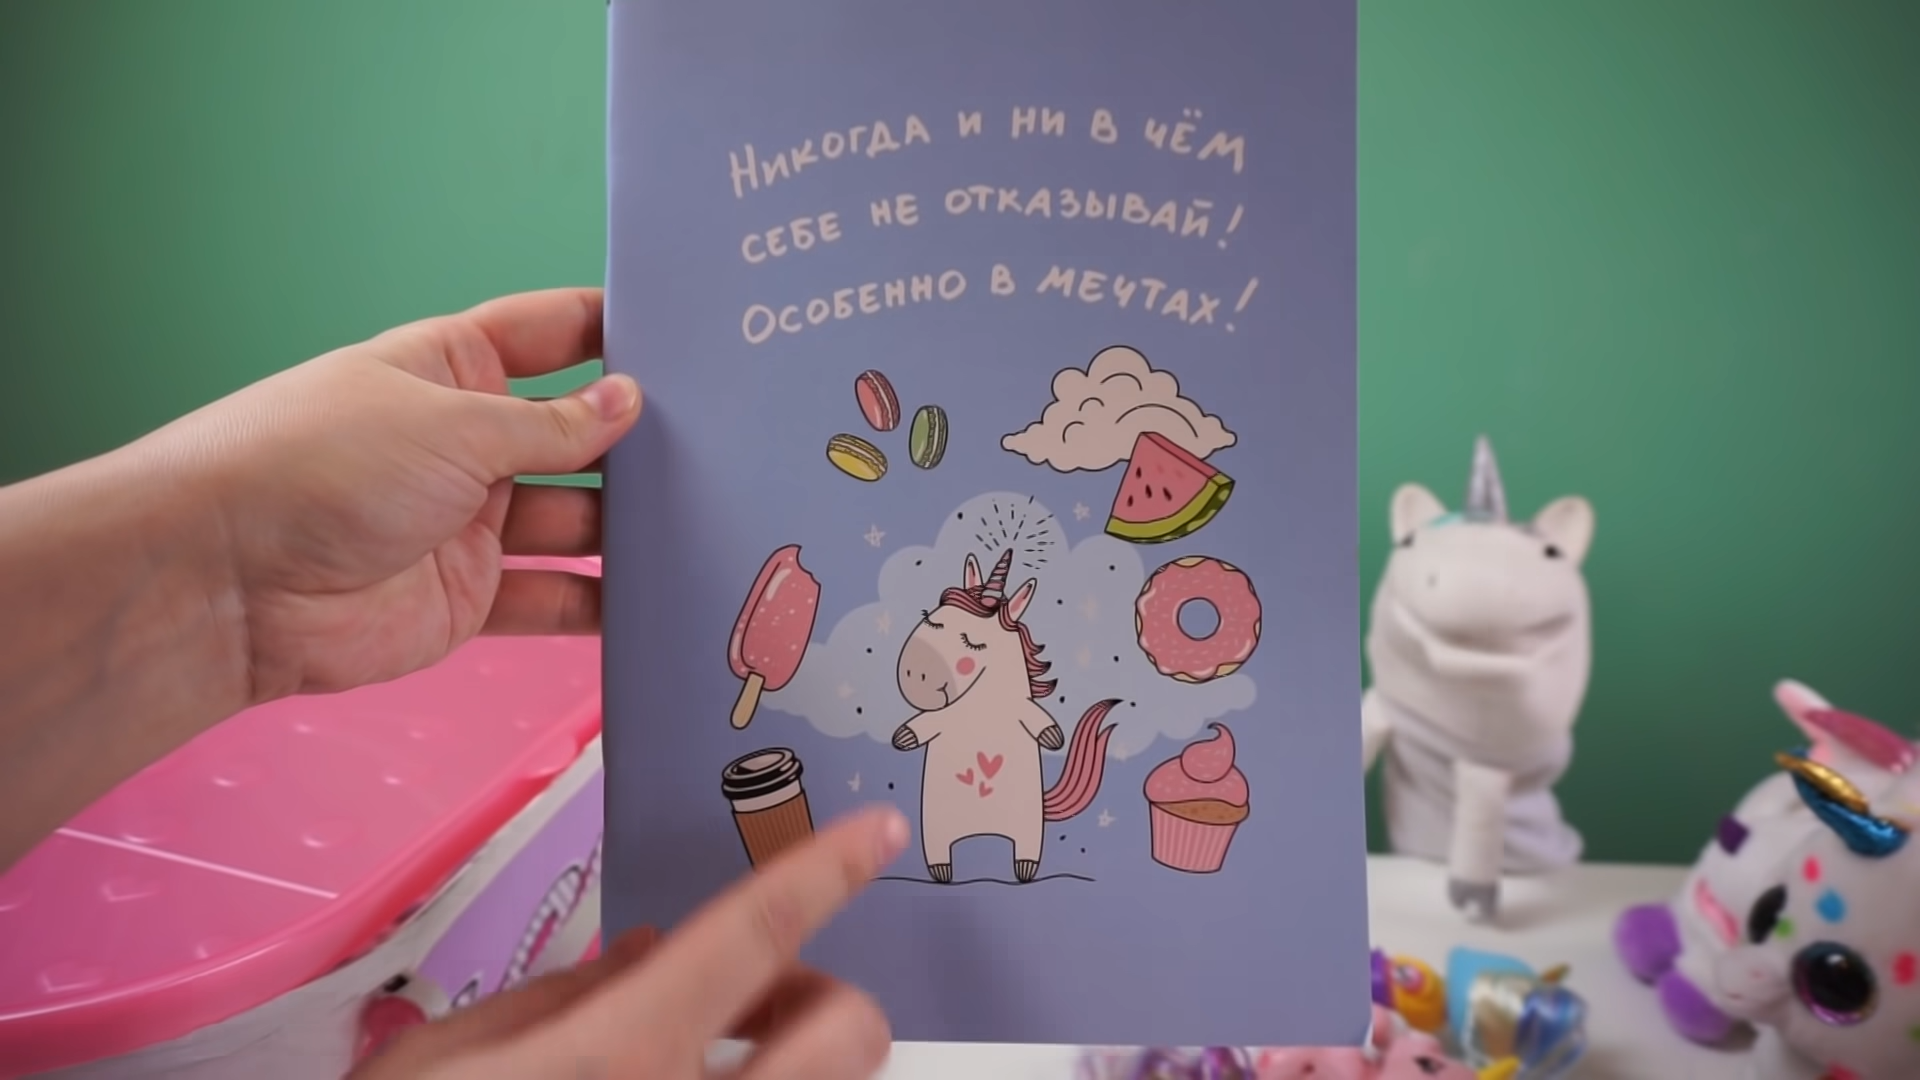 Никогда и ни в чём
себе не отказывай!
Особенно в мечтах!